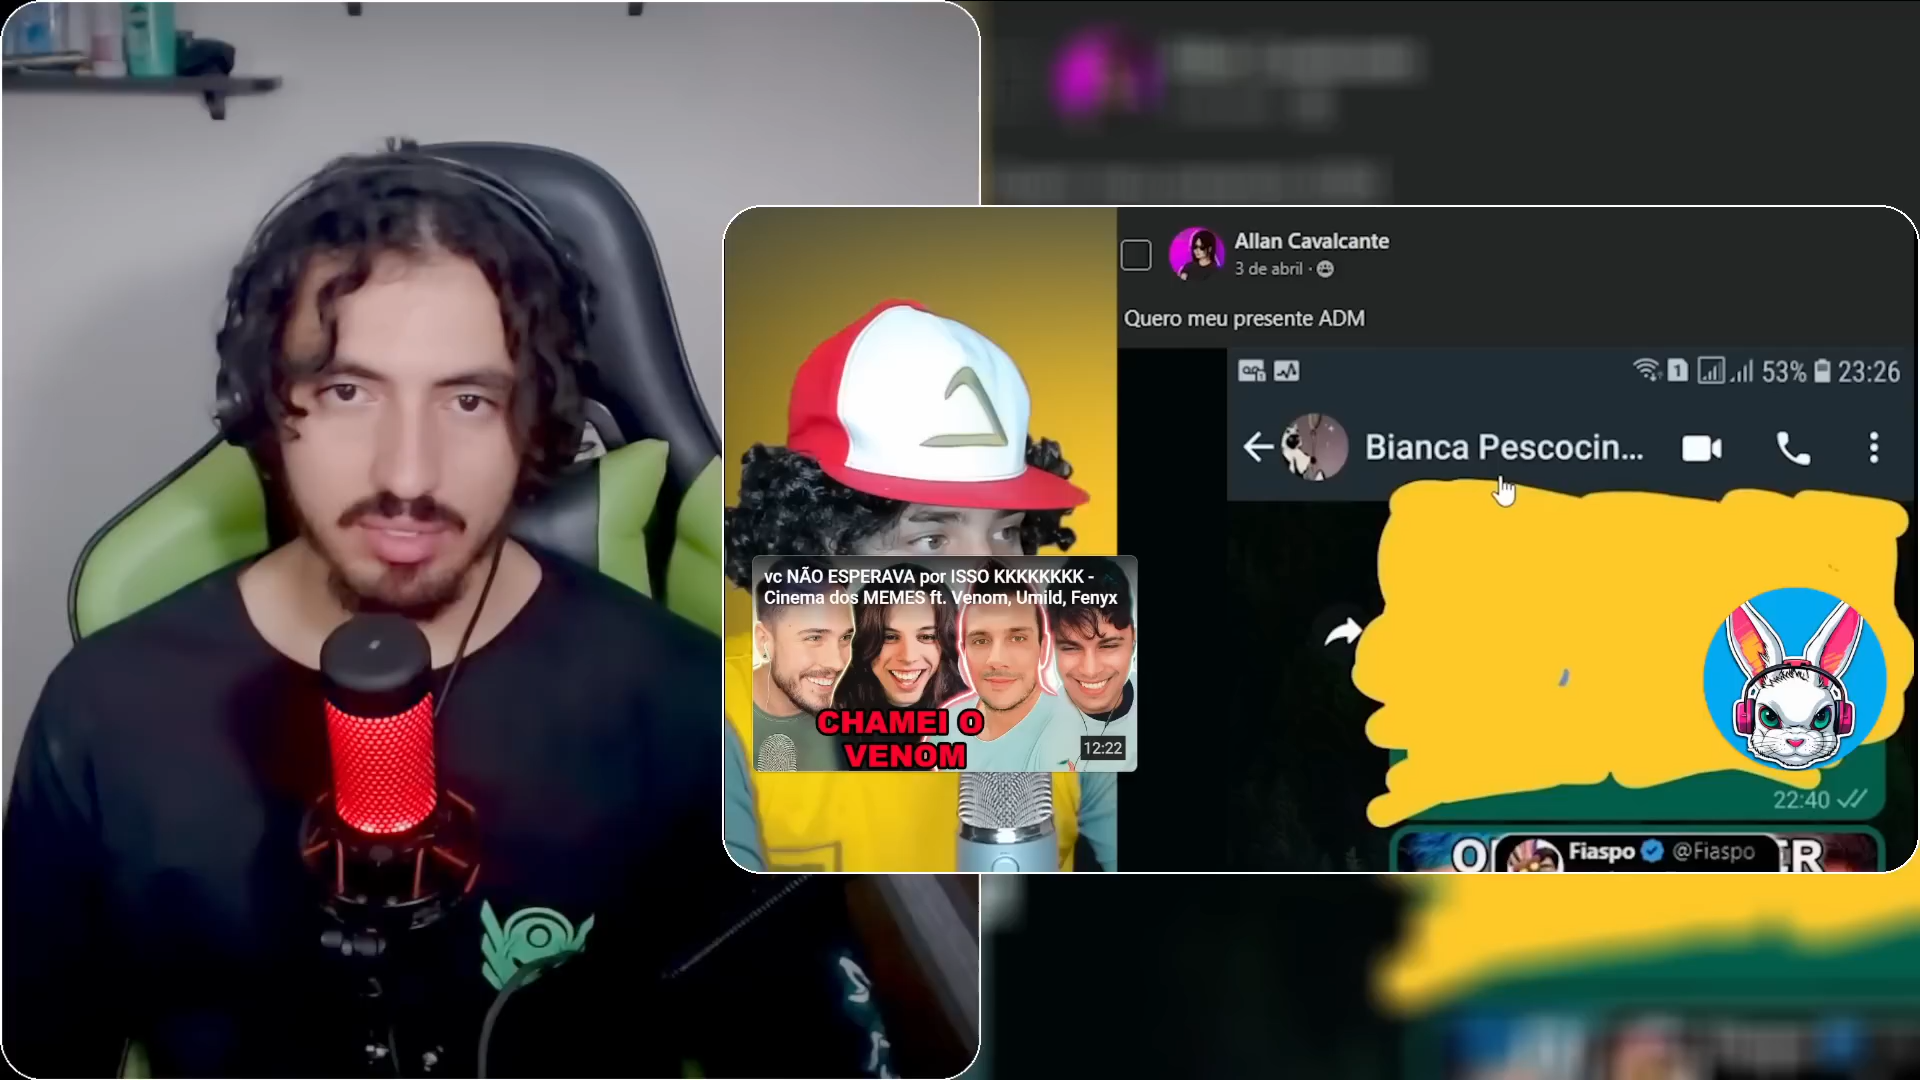 Allan Cavalcante
3 de abril ·
Quero meu presente ADM
1
53%
23:26
Bianca Pescocin...
vc NÃO ESPERAVA por ISSO KKKKKKKK -
Cinema dos MEMES ft. Venom, Umild, Fenyx
CHAMEI O
VENOM
12:22
22:40
Fiaspo @Fiaspo